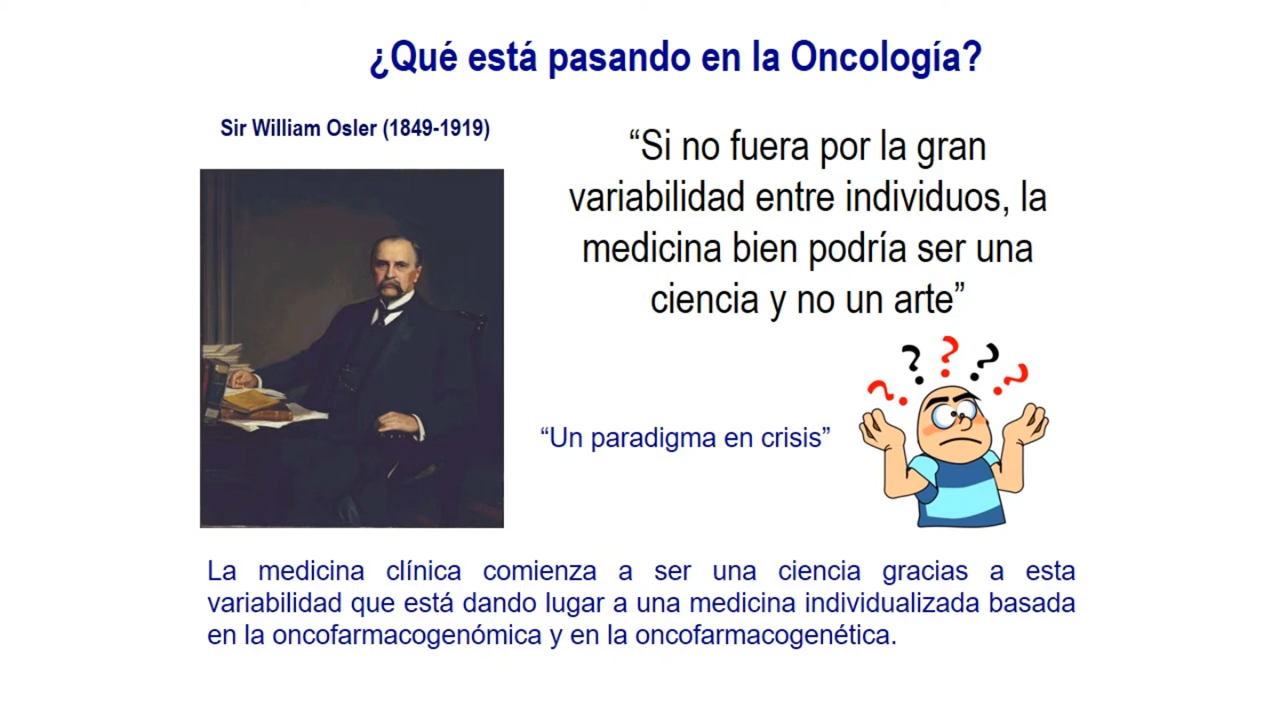 ¿Qué está pasando en la Oncología?
Sir William Osler (1849-1919)
“Si no fuera por la gran
variabilidad entre individuos, la
medicina bien podría ser una
ciencia y no un arte”
? ? ? ? ?
“Un paradigma en crisis”
La medicina clínica comienza a ser una ciencia gracias a esta
variabilidad que está dando lugar a una medicina individualizada basada
en la oncofarmacogenómica y en la oncofarmacogenética.